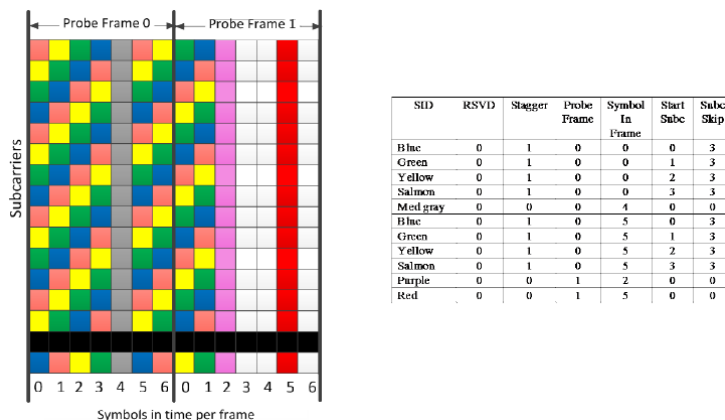 Probe Frame 0 Probe Frame 1
Subcarriers
0 1 2 3 4 5 6 0 1 2 3 4 5 6
Symbols in time per frame
SID RSVD Stagger Probe Frame Symbol In Frame Start Subc Subc Skip
Blue 0 1 0 0 0 3
Green 0 1 0 0 1 3
Yellow 0 1 0 0 2 3
Salmon 0 1 0 0 3 3
Med gray 0 0 0 4 0 0
Blue 0 1 0 5 0 3
Green 0 1 0 5 1 3
Yellow 0 1 0 5 2 3
Salmon 0 1 0 5 3 3
Purple 0 0 1 2 0 0
Red 0 0 1 5 0 0